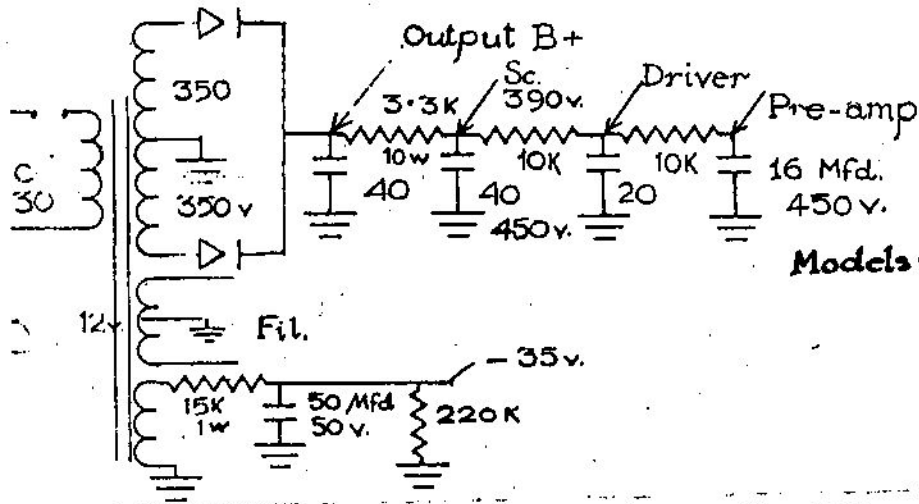 Output B+
Sc.
390v.
Driver
Pre-amp
350
3.3K
10w
10K
10K
C
30
350 v
40
40
450v.
20
16 Mfd.
450v.
Models
12v.
Fil.
- 35v.
15K
1w
50 Mfd
50v.
220K